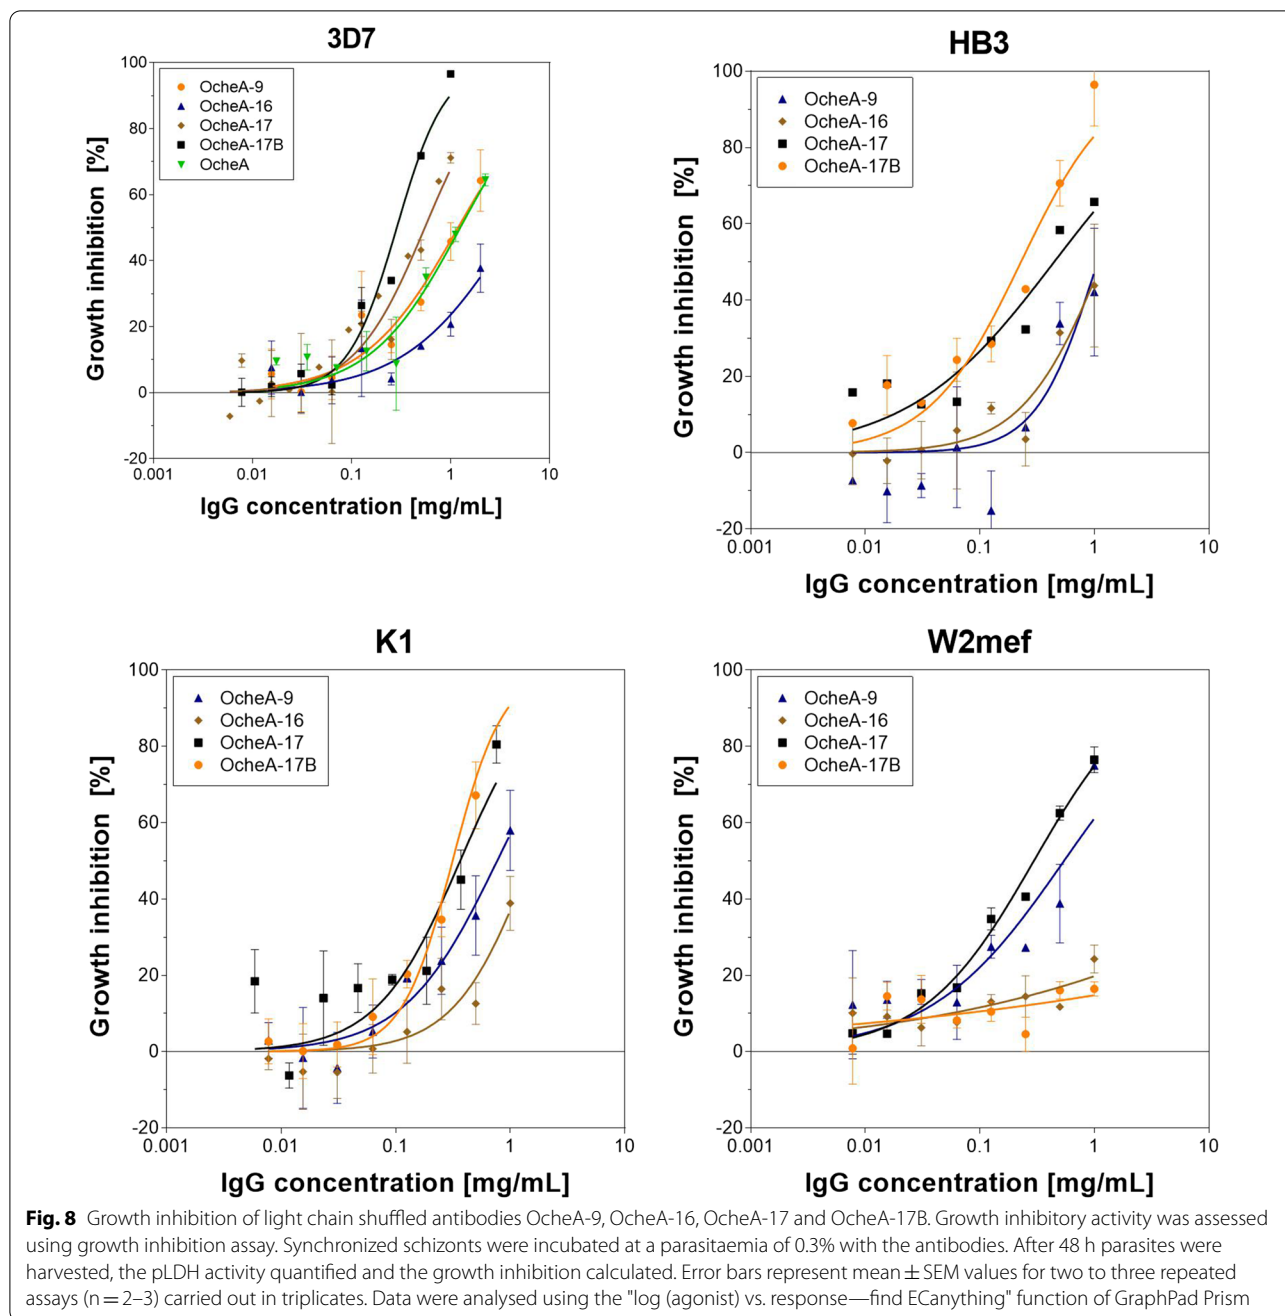 3D7
100
80
60
40
20
0
-20
Growth inhibition [%]
OcheA-9
OcheA-16
OcheA-17
OcheA-17B
OcheA
0.001
0.01
0.1
1
10
IgG concentration [mg/mL]
HB3
100
80
60
40
20
0
-20
Growth inhibition [%]
OcheA-9
OcheA-16
OcheA-17
OcheA-17B
0.001
0.01
0.1
1
10
IgG concentration [mg/mL]
K1
100
80
60
40
20
0
-20
Growth inhibition [%]
OcheA-9
OcheA-16
OcheA-17
OcheA-17B
0.001
0.01
0.1
1
10
IgG concentration [mg/mL]
W2mef
100
80
60
40
20
0
-20
Growth inhibition [%]
OcheA-9
OcheA-16
OcheA-17
OcheA-17B
0.001
0.01
0.1
1
10
IgG concentration [mg/mL]
Fig. 8 Growth inhibition of light chain shuffled antibodies OcheA-9, OcheA-16, OcheA-17 and OcheA-17B. Growth inhibitory activity was assessed
using growth inhibition assay. Synchronized schizonts were incubated at a parasitaemia of 0.3% with the antibodies. After 48 h parasites were
harvested, the pLDH activity quantified and the growth inhibition calculated. Error bars represent mean ± SEM values for two to three repeated
assays (n = 2–3) carried out in triplicates. Data were analysed using the "log (agonist) vs. response—find ECanything" function of GraphPad Prism